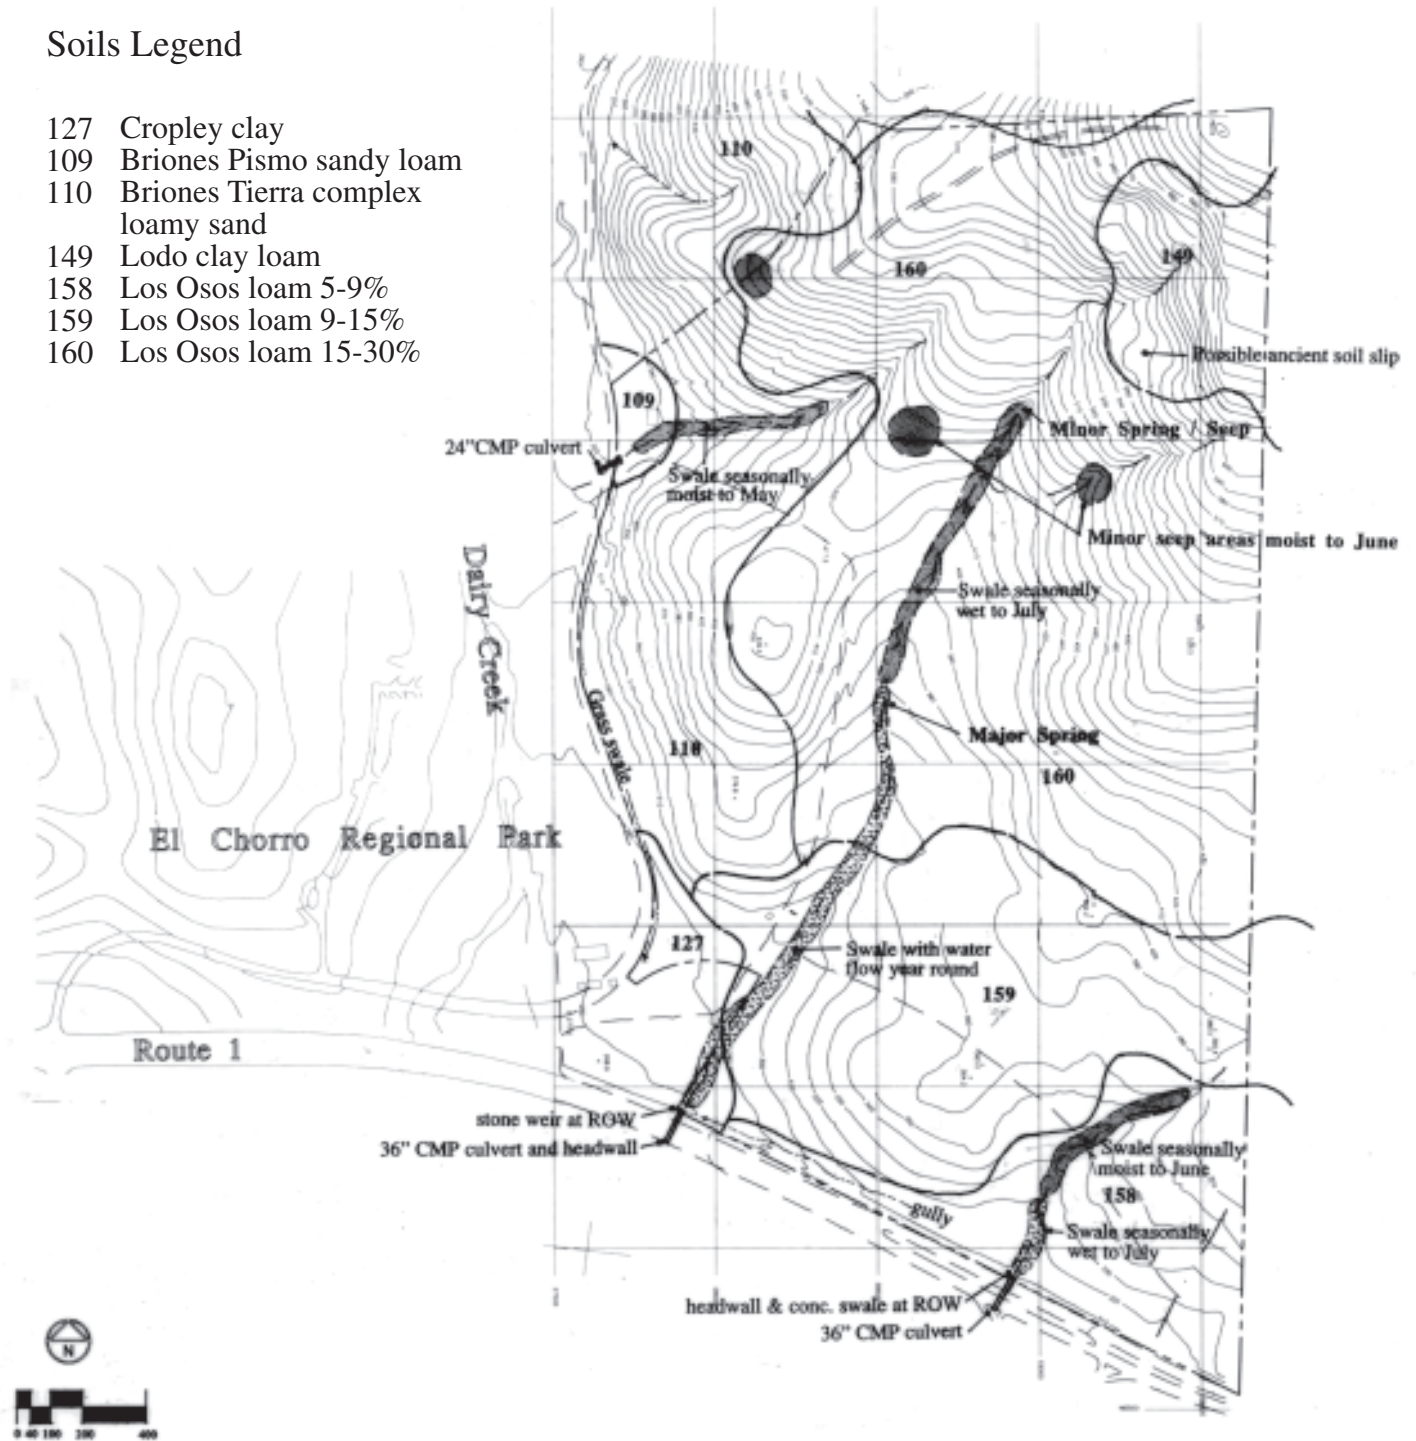 Soils Legend
127 Cropley clay
109 Briones Pismo sandy loam
110 Briones Tierra complex
loamy sand
149 Lodo clay loam
158 Los Osos loam 5-9%
159 Los Osos loam 9-15%
160 Los Osos loam 15-30%
110
160
149
Possible ancient soil slip
109
24"CMP culvert
Minor Spring / Seep
Swale seasonally
moist to May
Minor seep areas moist to June
Dairy Creek
Swale seasonally
wet to July
Grass swale
Major Spring
110
160
El Chorro Regional Park
127
Swale with water
flow year round
159
Route 1
stone weir at ROW
36" CMP culvert and headwall
Swale seasonally
moist to June
158
gully
Swale seasonally
wet to July
headwall & conc. swale at ROW
36" CMP culvert
N
0 40 100 200 400